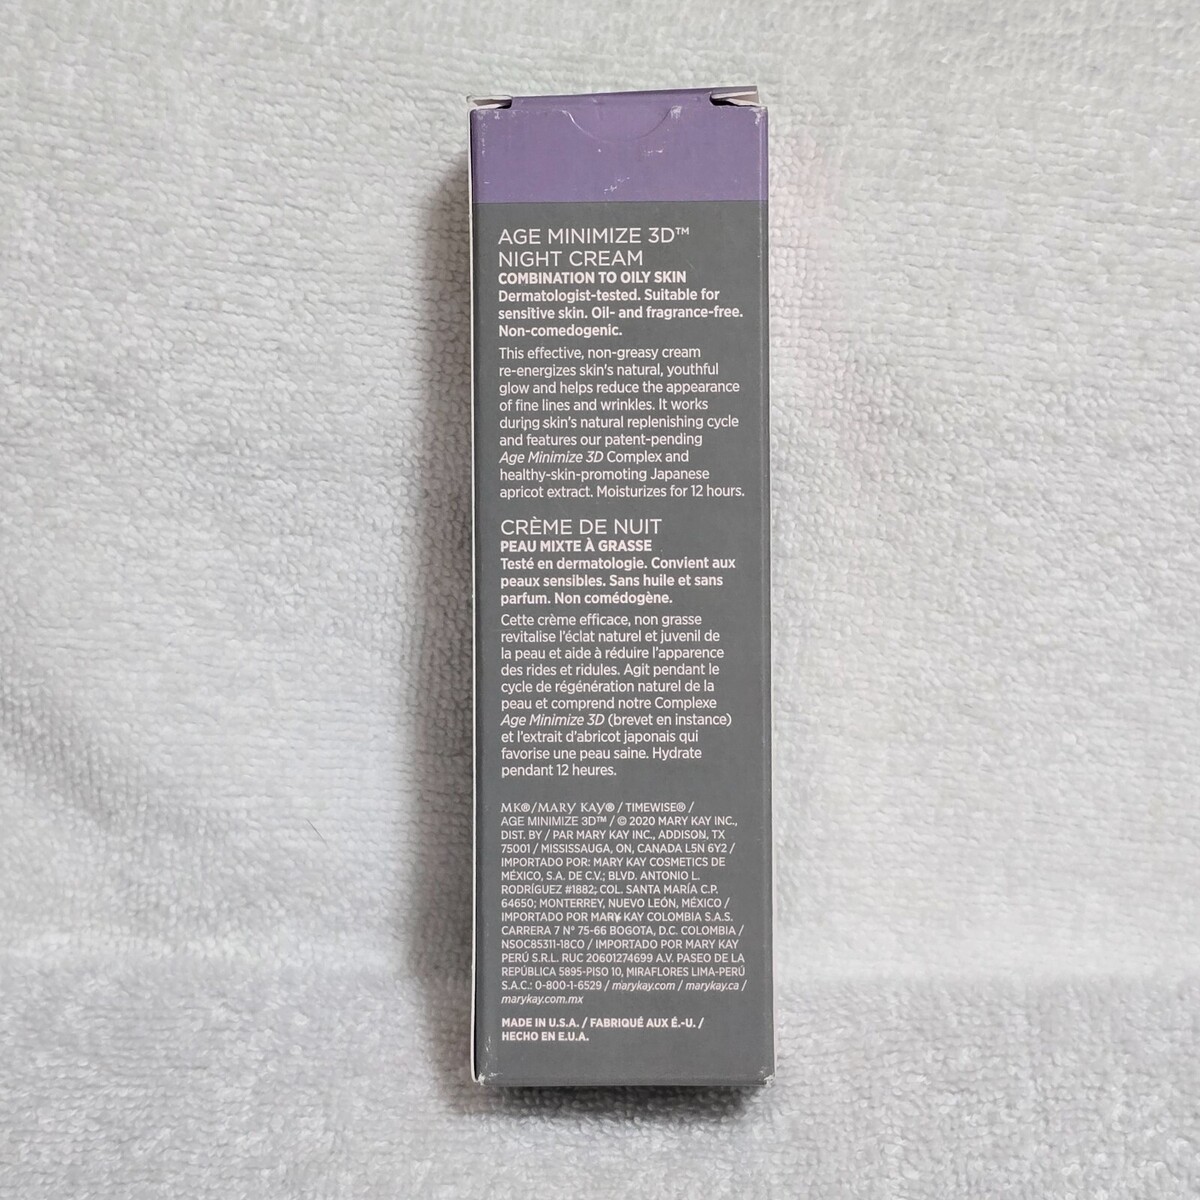 AGE MINIMIZE 3D™
NIGHT CREAM
COMBINATION TO OILY SKIN
Dermatologist-tested. Suitable for
sensitive skin. Oil- and fragrance-free.
Non-comedogenic.
This effective, non-greasy cream
re-energizes skin's natural, youthful
glow and helps reduce the appearance
of fine lines and wrinkles. It works
during skin's natural replenishing cycle
and features our patent-pending
Age Minimize 3D Complex and
healthy-skin-promoting Japanese
apricot extract. Moisturizes for 12 hours.
CRÈME DE NUIT
PEAU MIXTE À GRASSE
Testé en dermatologie. Convient aux
peaux sensibles. Sans huile et sans
parfum. Non comédogène.
Cette crème efficace, non grasse
revitalise l'éclat naturel et juvenil de
la peau et aide à réduire l'apparence
des rides et ridules. Agit pendant le
cycle de régénération naturel de la
peau et comprend notre Complexe
Age Minimize 3D (brevet en instance)
et l'extrait d'abricot japonais qui
favorise une peau saine. Hydrate
pendant 12 heures.
MK®/MARY KAY® / TIMEWISE® /
AGE MINIMIZE 3D™ / © 2020 MARY KAY INC.,
DIST. BY / PAR MARY KAY INC., ADDISON, TX
75001 / MISSISSAUGA, ON, CANADA L5N 6Y2 /
IMPORTADO POR: MARY KAY COSMETICS DE
MÉXICO, S.A. DE C.V.; BLVD. ANTONIO L.
RODRÍGUEZ #1882; COL. SANTA MARÍA C.P.
64650; MONTERREY, NUEVO LEÓN, MÉXICO /
IMPORTADO POR MARY KAY COLOMBIA S.A.S.
CARRERA 7 Nº 75-66 BOGOTA, D.C. COLOMBIA /
NSOC85311-18CO / IMPORTADO POR MARY KAY
PERÚ S.R.L. RUC 20601274699 A.V. PASEO DE LA
REPÚBLICA 5895-PISO 10, MIRAFLORES LIMA-PERÚ
S.A.C.: 0-800-1-6529 / marykay.com / marykay.ca /
marykay.com.mx
MADE IN U.S.A. / FABRIQUÉ AUX É.-U. /
HECHO EN E.U.A.